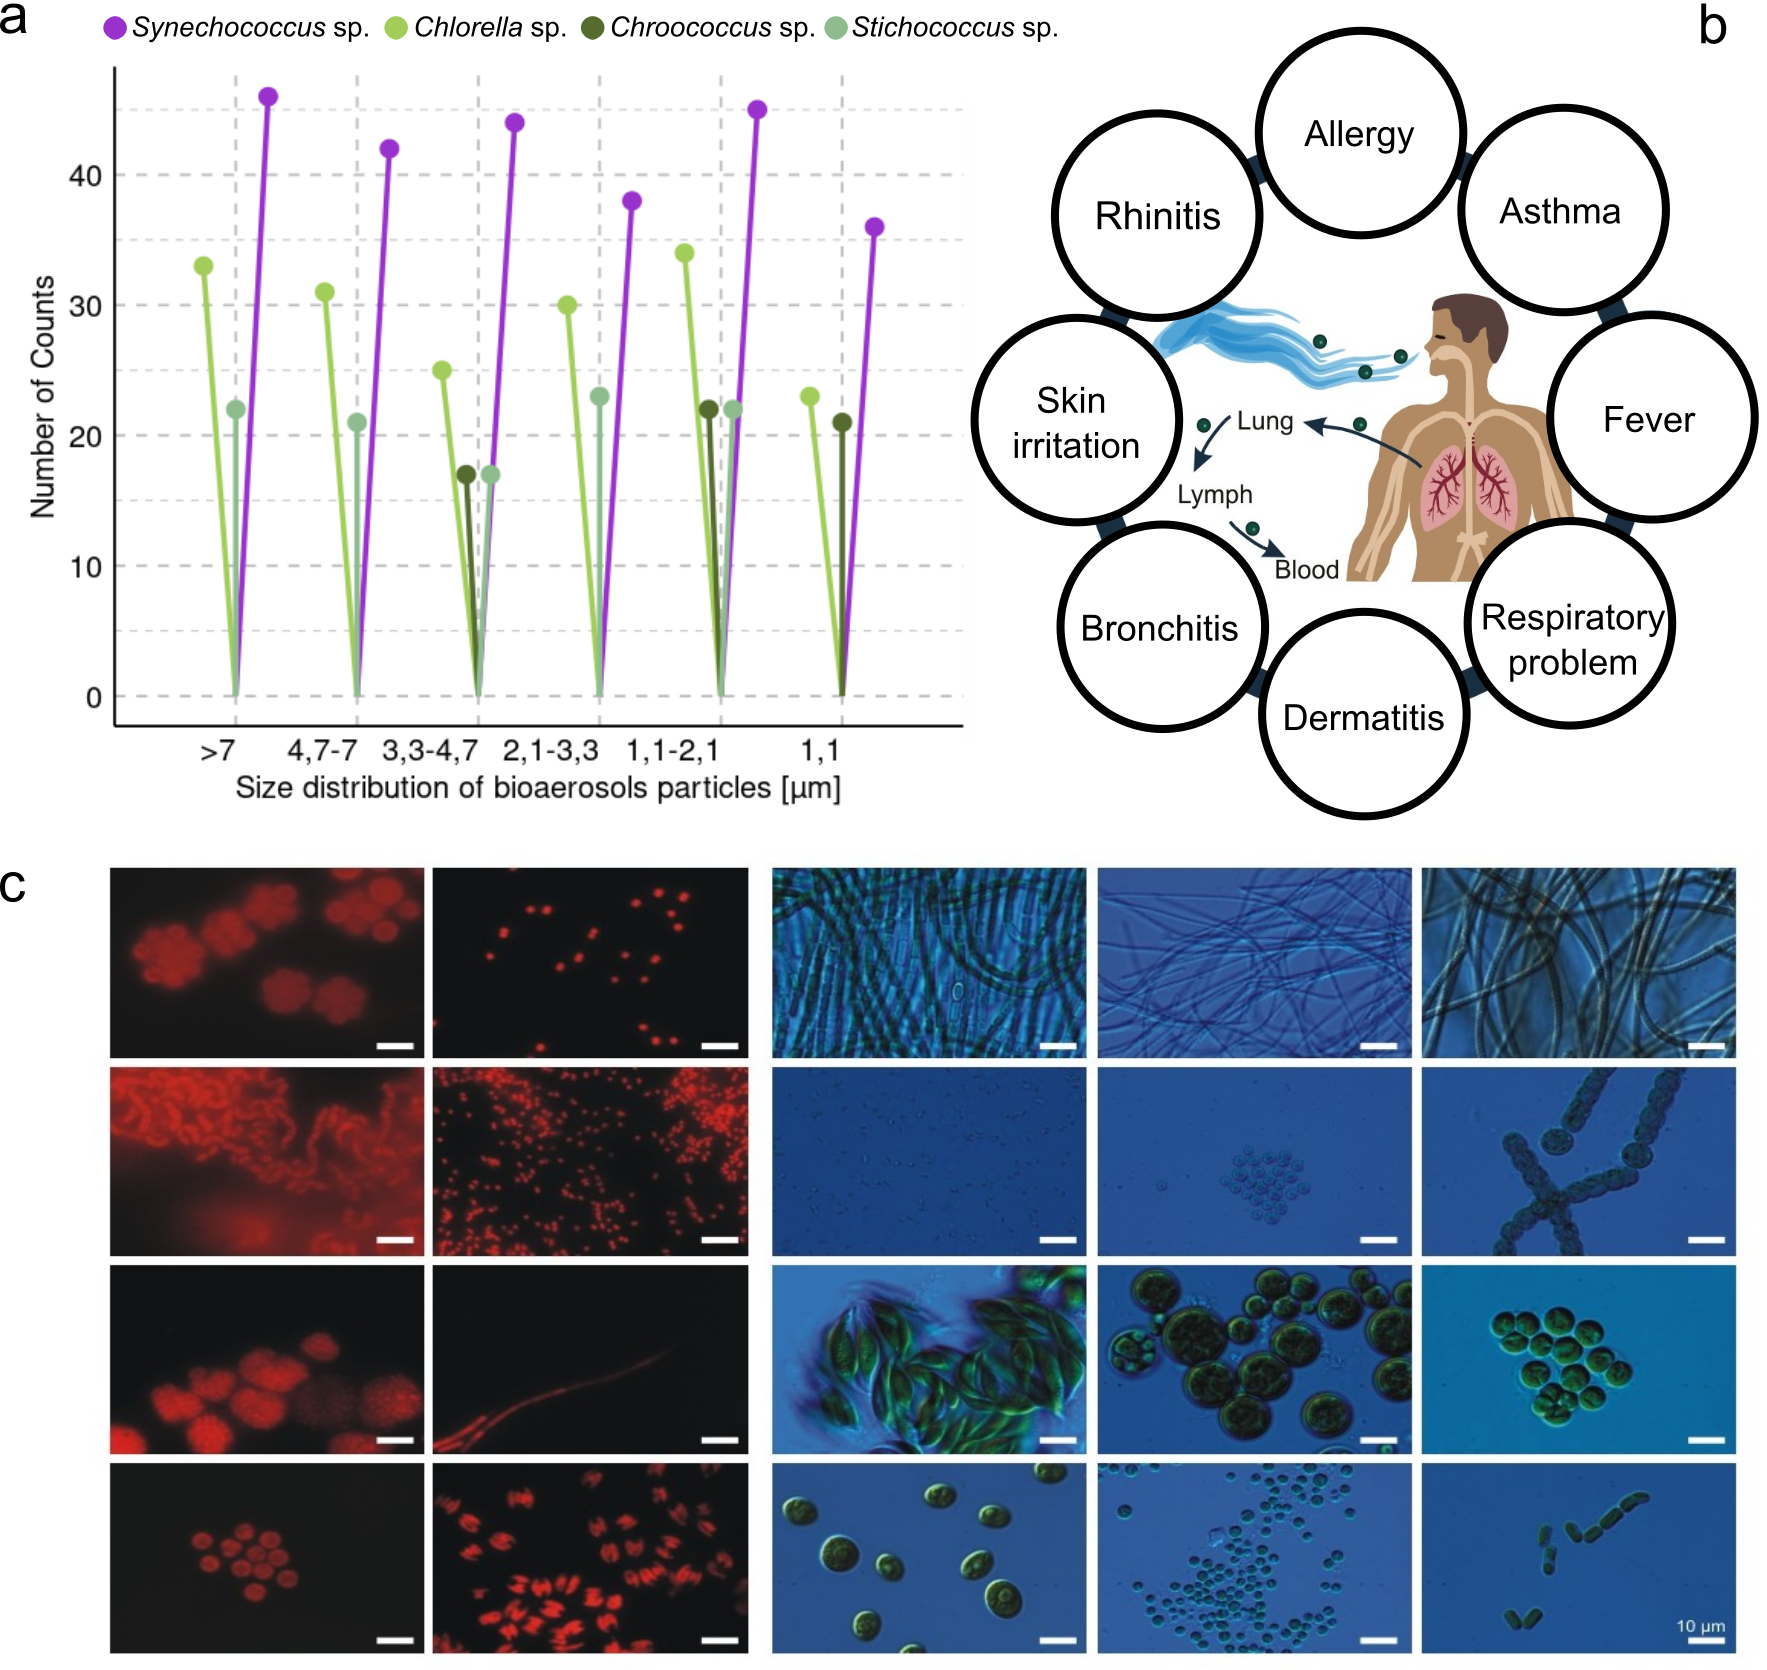 a
Synechococcus sp. Chlorella sp. Chroococcus sp. Stichococcus sp.
Number of Counts
40
30
20
10
0
>7 4,7-7 3,3-4,7 2,1-3,3 1,1-2,1 1,1
Size distribution of bioaerosols particles [µm]
b
Allergy
Rhinitis
Asthma
Skin
irritation
Fever
Lung
Lymph
Blood
Bronchitis
Respiratory
problem
Dermatitis
c
10 µm